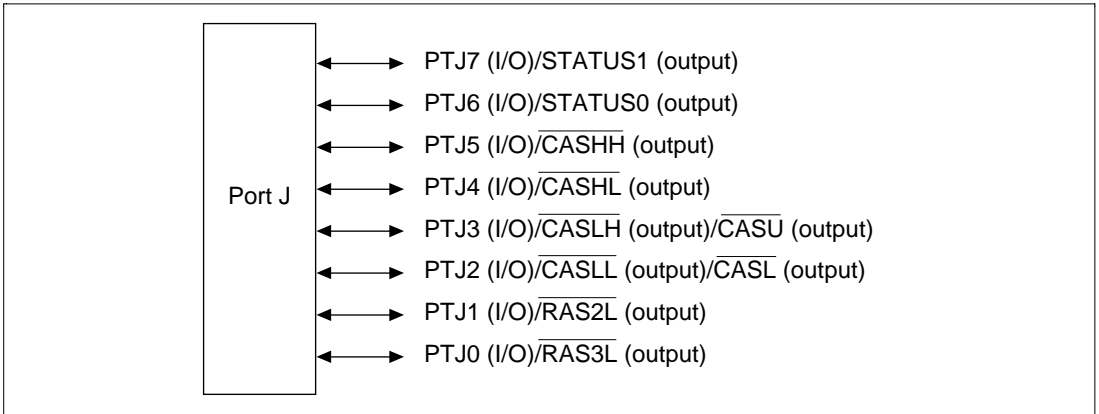 Port J
PTJ7 (I/O)/STATUS1 (output)
PTJ6 (I/O)/STATUS0 (output)
PTJ5 (I/O)/CASHH (output)
PTJ4 (I/O)/CASHL (output)
PTJ3 (I/O)/CASLH (output)/CASU (output)
PTJ2 (I/O)/CASLL (output)/CASL (output)
PTJ1 (I/O)/RAS2L (output)
PTJ0 (I/O)/RAS3L (output)